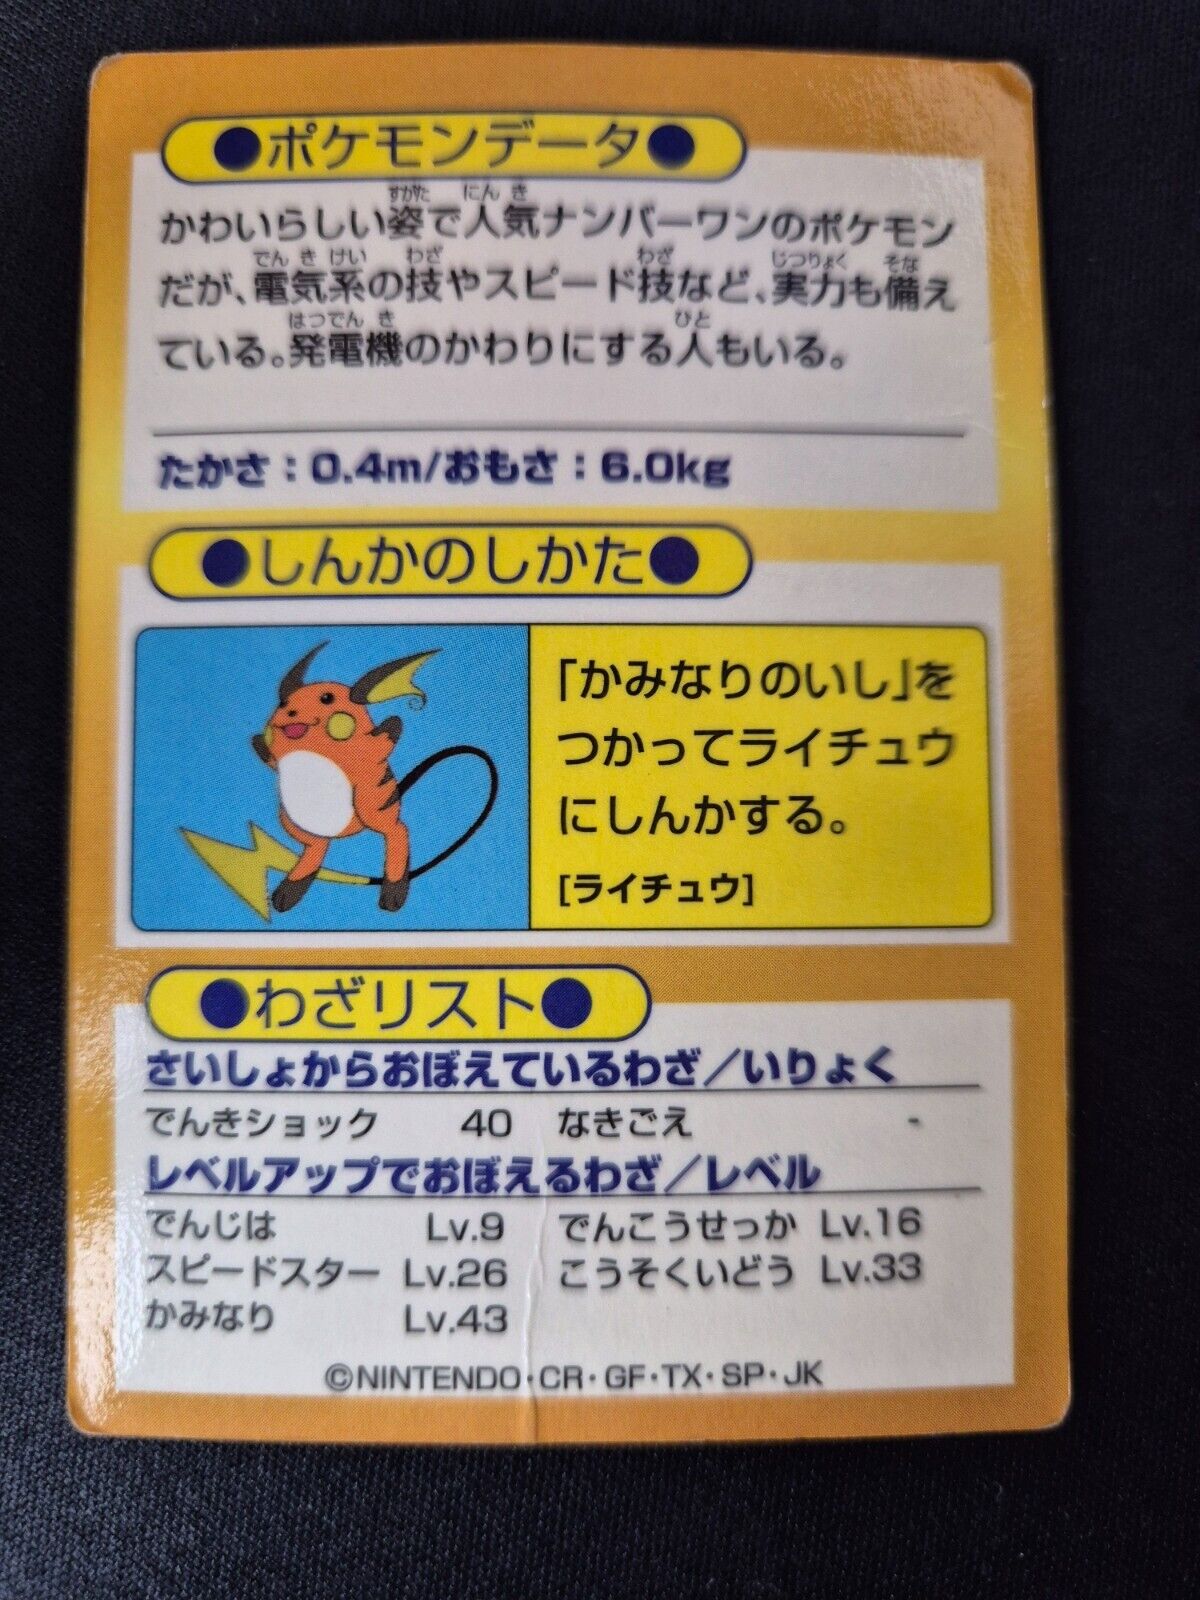 ●ポケモンデータ●
かわいらしい姿で人気ナンバーワンのポケモン
だが、電気系の技やスピード技など、実力も備え
ている。発電機のかわりにする人もいる。
たかさ：0.4m/おもさ：6.0kg
●しんかのしかた●
「かみなりのいし」を
つかってライチュウ
にしんかする。
[ライチュウ]
●わざリスト●
さいしょからおぼえているわざ／いりょく
でんきショック 40 なきごえ -
レベルアップでおぼえるわざ／レベル
でんじは Lv.9 でんこうせっか Lv.16
スピードスター Lv.26 こうそくいどう Lv.33
かみなり Lv.43
©NINTENDO・CR・GF・TX・SP・JK